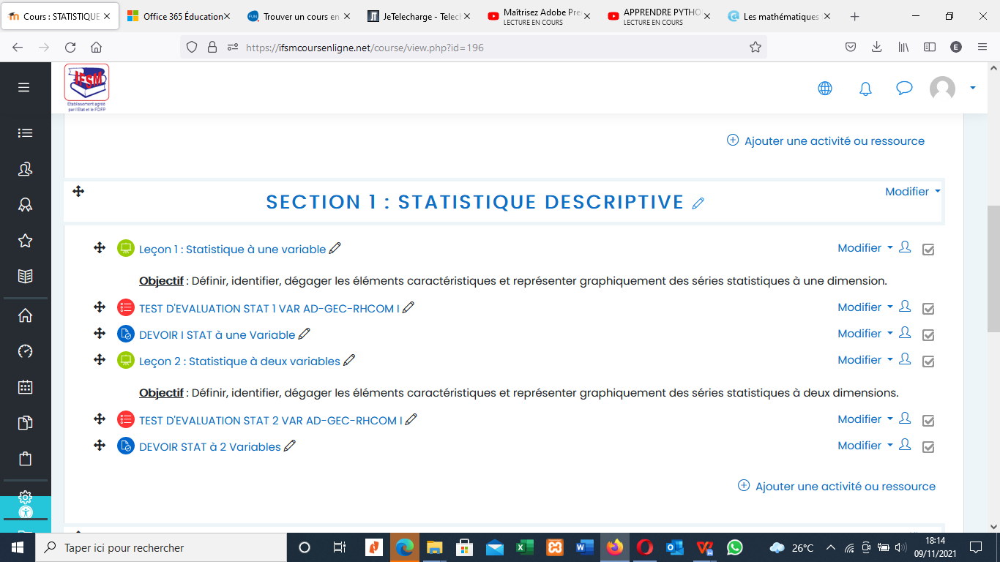 Cours : STATISTIQUE
Office 365 Éducation
Trouver un cours en
JeTelecharge - Telech
Maîtrisez Adobe Pre
LECTURE EN COURS
APPRENDRE PYTHO
LECTURE EN COURS
Les mathématiques
https://ifsmcoursenligne.net/course/view.php?id=196
E
IFSM
Etablissement agréé
par l'Etat et le FDFP
Ajouter une activité ou ressource
SECTION 1 : STATISTIQUE DESCRIPTIVE
Modifier
Leçon 1 : Statistique à une variable
Modifier
Objectif : Définir, identifier, dégager les éléments caractéristiques et représenter graphiquement des séries statistiques à une dimension.
TEST D'EVALUATION STAT 1 VAR AD-GEC-RHCOM I
Modifier
DEVOIR I STAT à une Variable
Modifier
Leçon 2 : Statistique à deux variables
Modifier
Objectif : Définir, identifier, dégager les éléments caractéristiques et représenter graphiquement des séries statistiques à deux dimensions.
TEST D'EVALUATION STAT 2 VAR AD-GEC-RHCOM I
Modifier
DEVOIR STAT à 2 Variables
Modifier
Ajouter une activité ou ressource
Taper ici pour rechercher
26°C
18:14
09/11/2021